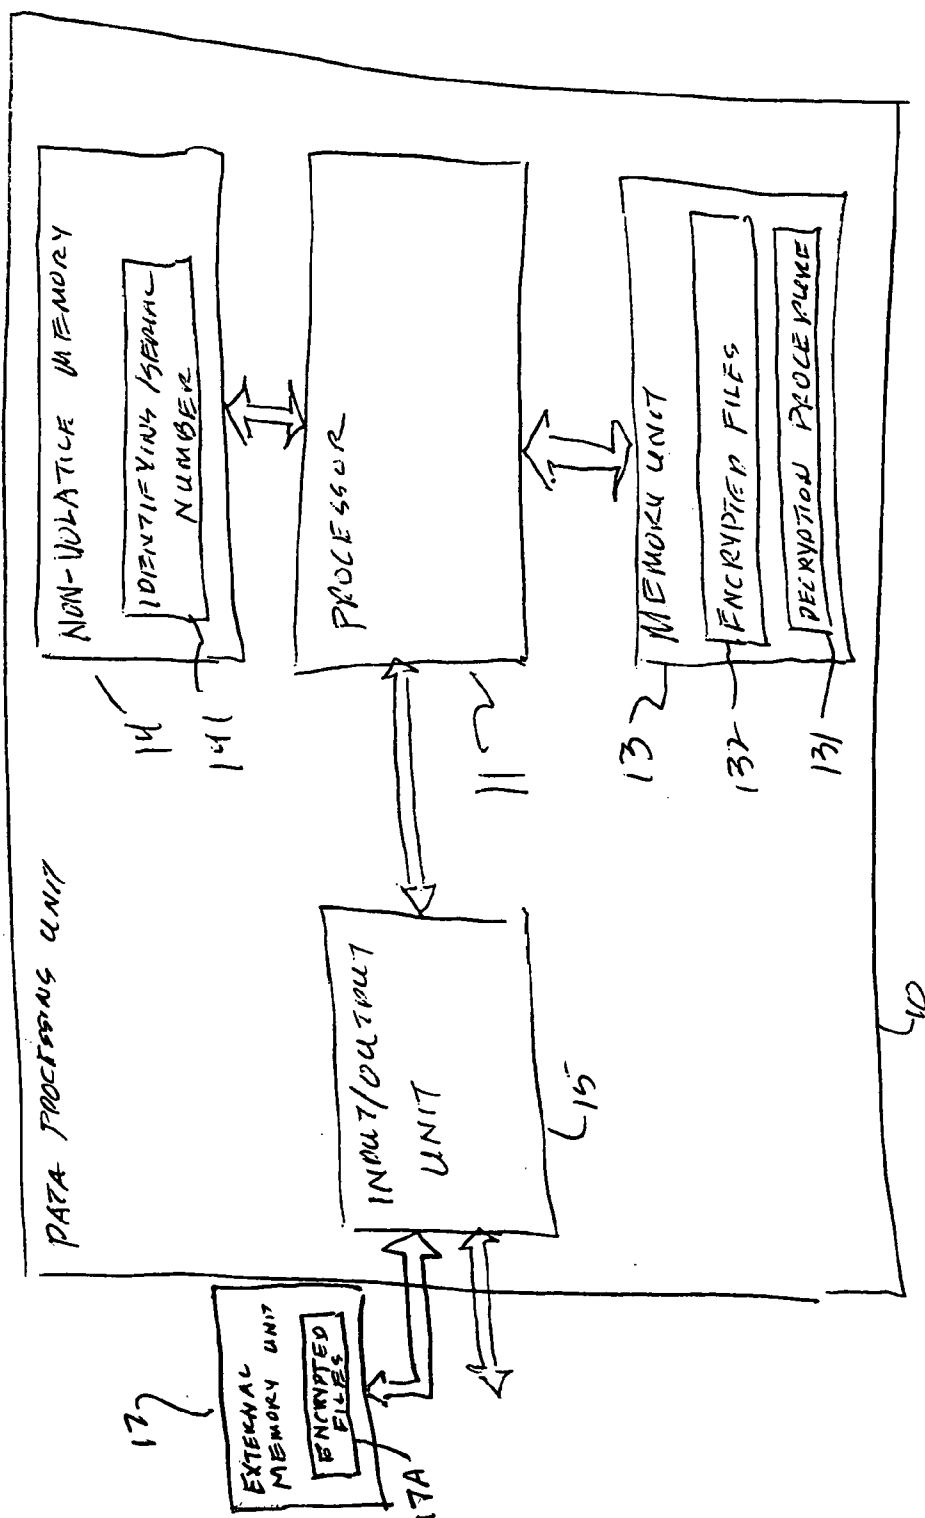 DATA PROCESSING UNIT
NON-VOLATILE MEMORY
IDENTIFYING/SERIAL
NUMBER
14
141
PROCESSOR
11
INPUT/OUTPUT
UNIT
15
EXTERNAL
MEMORY UNIT
ENCRYPTED
FILES
17
17A
MEMORY UNIT
ENCRYPTED FILES
DECRYPTION PROCEDURE
13
132
131
10